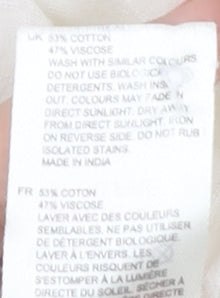 UK 53% COTTON
47% VISCOSE
WASH WITH SIMILAR COLOURS
DO NOT USE BIOLOGICAL
DETERGENTS. WASH INSIDE
OUT. COLOURS MAY FADE IN
DIRECT SUNLIGHT. DRY AWAY
FROM DIRECT SUNLIGHT. IRON
ON REVERSE SIDE. DO NOT RUB
ISOLATED STAINS.
MADE IN INDIA
FR 53% COTON
47% VISCOSE
LAVER AVEC DES COULEURS
SEMBLABLES. NE PAS UTILISER
DE DÉTERGENT BIOLOGIQUE.
LAVER À L'ENVERS. LES
COULEURS RISQUENT DE
S'ESTOMPER À LA LUMIÈRE
DIRECTE DU SOLEIL. SÉCHER À
DIRECTE